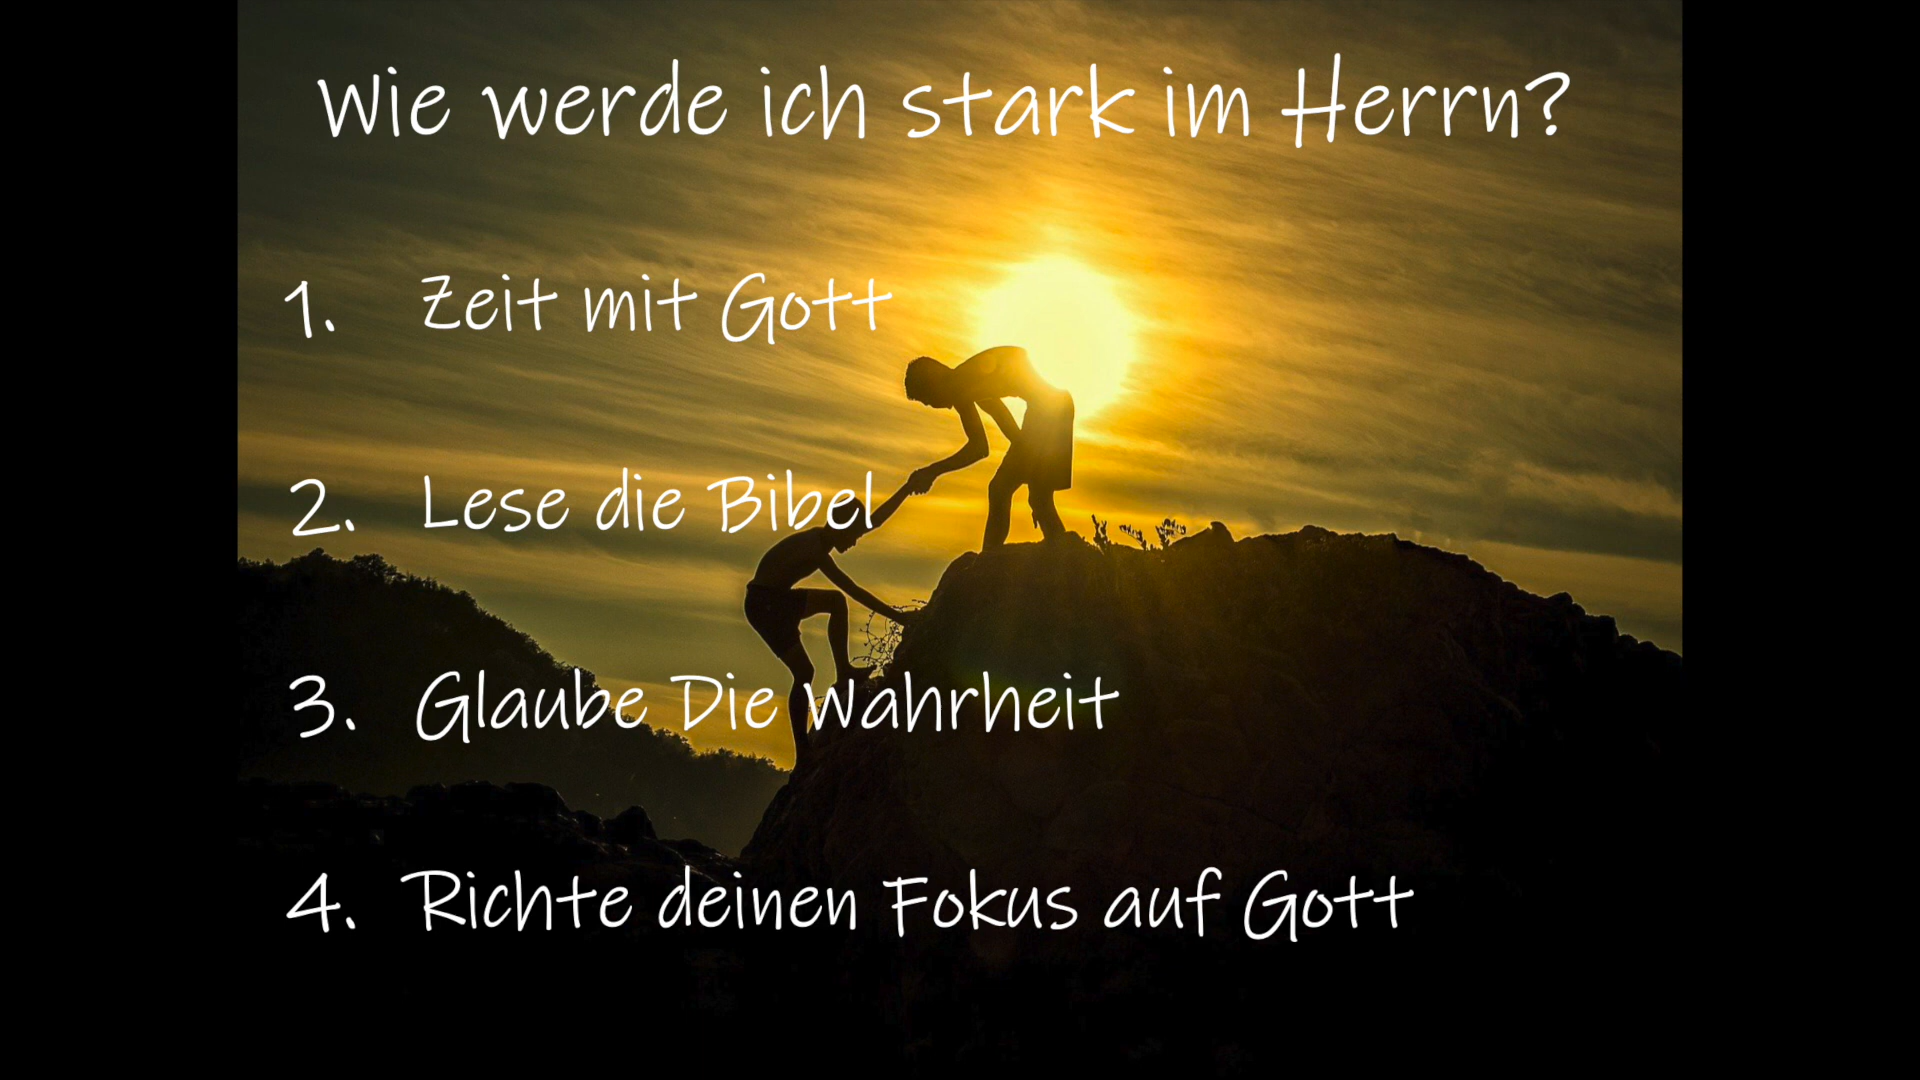 Wie werde ich stark im Herrn?
1. Zeit mit Gott
2. Lese die Bibel
3. Glaube Die Wahrheit
4. Richte deinen Fokus auf Gott